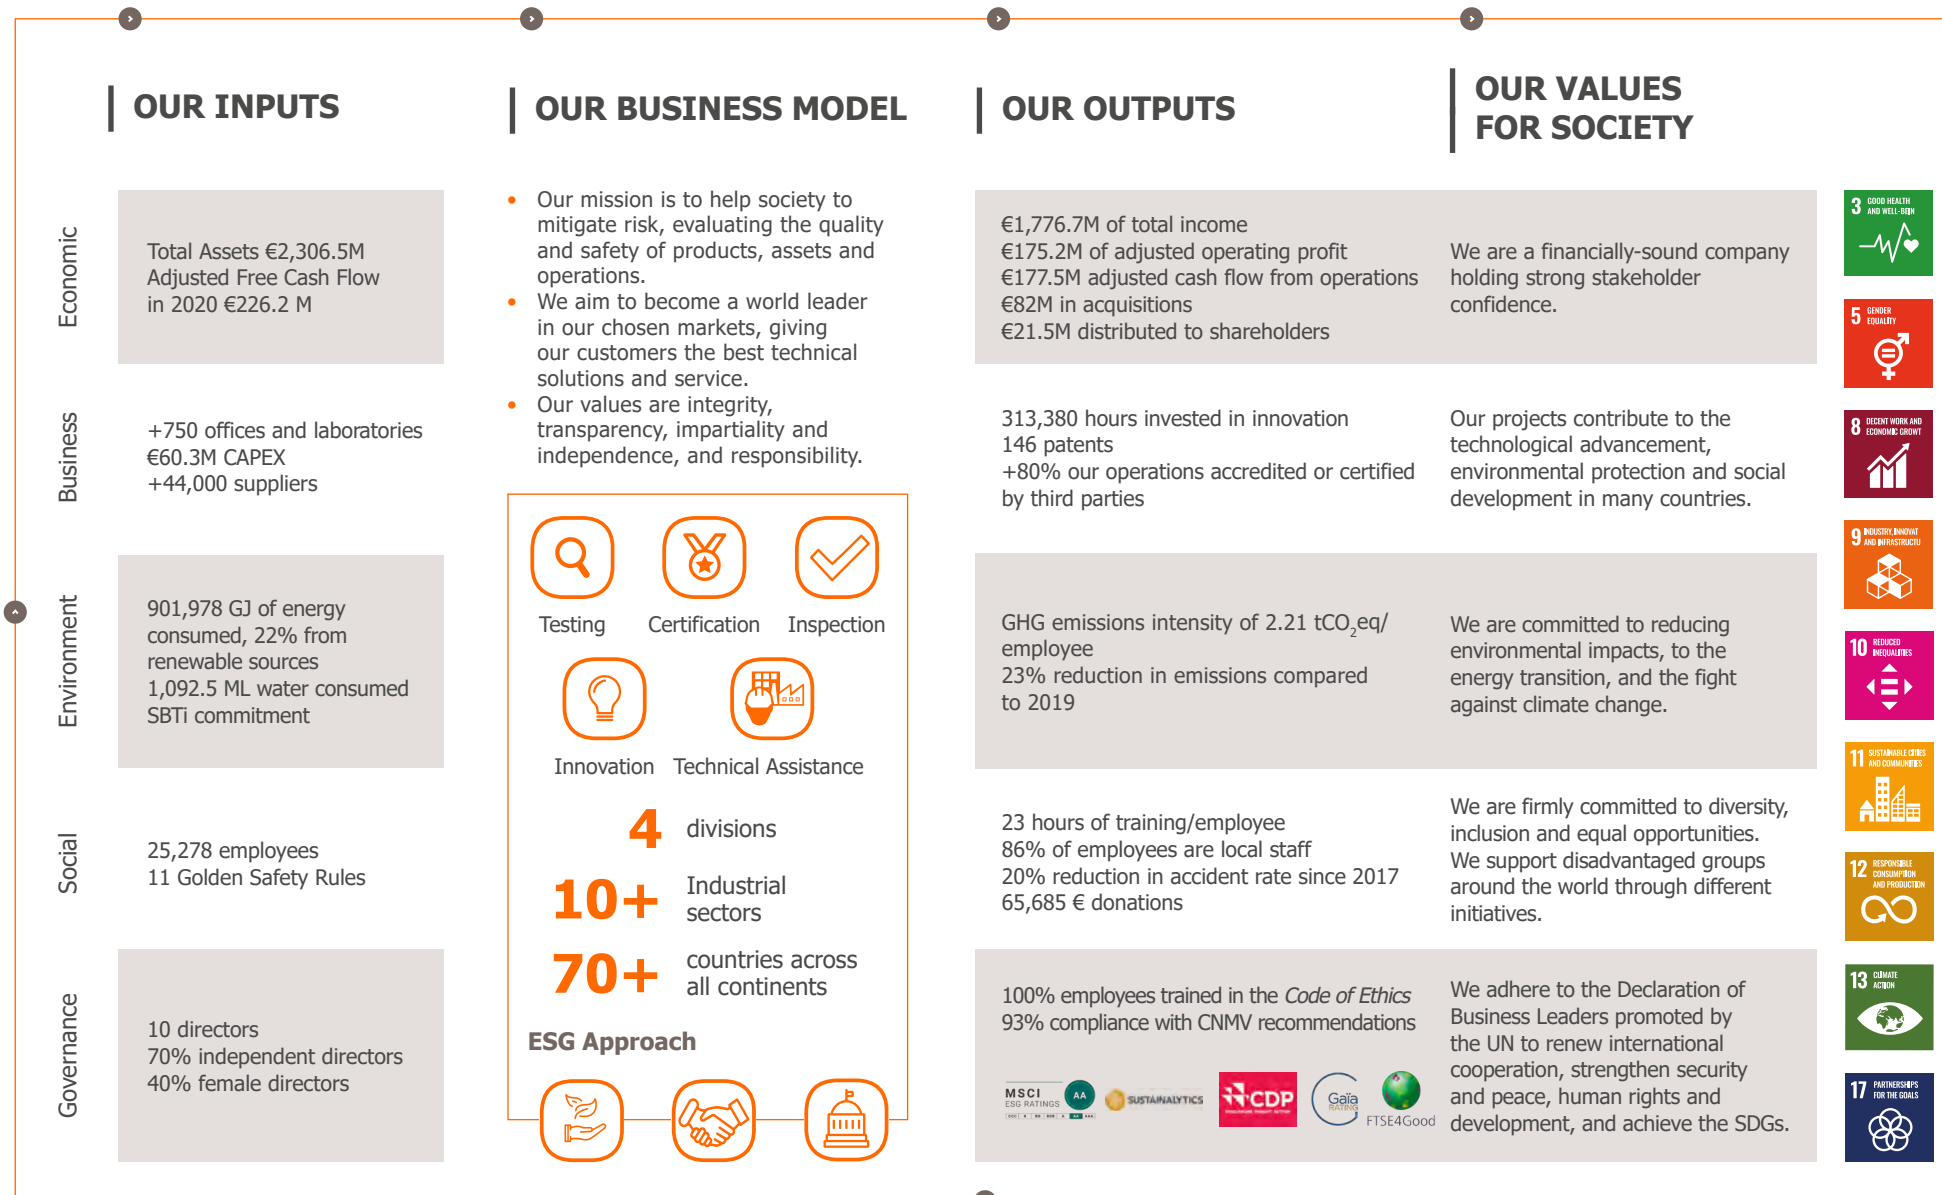 OUR INPUTS
OUR BUSINESS MODEL
OUR OUTPUTS
OUR VALUES
FOR SOCIETY
Economic
Total Assets €2,306.5M
Adjusted Free Cash Flow
in 2020 €226.2 M
Business
+750 offices and laboratories
€60.3M CAPEX
+44,000 suppliers
Environment
901,978 GJ of energy
consumed, 22% from
renewable sources
1,092.5 ML water consumed
SBTi commitment
Social
25,278 employees
11 Golden Safety Rules
Governance
10 directors
70% independent directors
40% female directors
• Our mission is to help society to
mitigate risk, evaluating the quality
and safety of products, assets and
operations.
• We aim to become a world leader
in our chosen markets, giving
our customers the best technical
solutions and service.
• Our values are integrity,
transparency, impartiality and
independence, and responsibility.
Testing
Certification
Inspection
Innovation
Technical Assistance
4 divisions
10+ Industrial
sectors
70+ countries across
all continents
ESG Approach
€1,776.7M of total income
€175.2M of adjusted operating profit
€177.5M adjusted cash flow from operations
€82M in acquisitions
€21.5M distributed to shareholders
313,380 hours invested in innovation
146 patents
+80% our operations accredited or certified
by third parties
GHG emissions intensity of 2.21 tCO₂eq/
employee
23% reduction in emissions compared
to 2019
23 hours of training/employee
86% of employees are local staff
20% reduction in accident rate since 2017
65,685 € donations
100% employees trained in the Code of Ethics
93% compliance with CNMV recommendations
MSCI
ESG RATINGS
AA
CCC B BB BBB A AA AAA
SUSTAINALYTICS
CDP
Gaïa
RATING
FTSE4Good
We are a financially-sound company
holding strong stakeholder
confidence.
Our projects contribute to the
technological advancement,
environmental protection and social
development in many countries.
We are committed to reducing
environmental impacts, to the
energy transition, and the fight
against climate change.
We are firmly committed to diversity,
inclusion and equal opportunities.
We support disadvantaged groups
around the world through different
initiatives.
We adhere to the Declaration of
Business Leaders promoted by
the UN to renew international
cooperation, strengthen security
and peace, human rights and
development, and achieve the SDGs.
3 GOOD HEALTH
AND WELL-BEIN
5 GENDER
EQUALITY
8 DECENT WORK AND
ECONOMIC GROWT
9 INDUSTRY, INNOVAT
AND INFRASTRUCTU
10 REDUCED
INEQUALITIES
11 SUSTAINABLE CITIES
AND COMMUNITIES
12 RESPONSIBLE
CONSUMPTION
AND PRODUCTION
13 CLIMATE
ACTION
17 PARTNERSHIPS
FOR THE GOALS